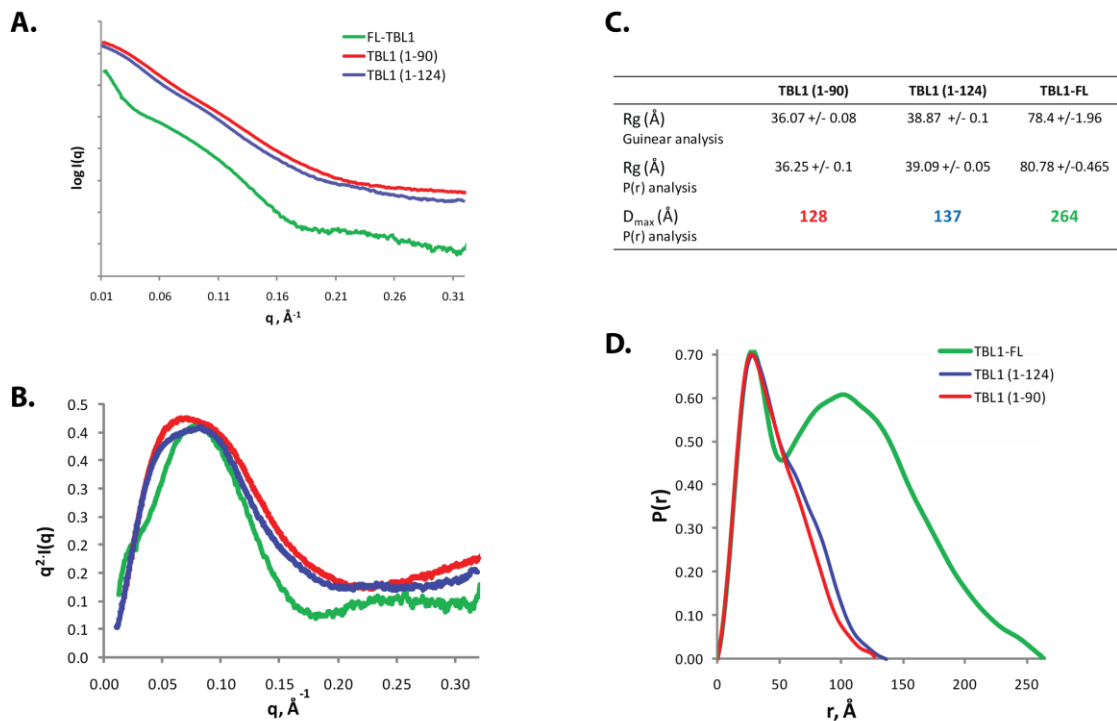 A.
FL-TBL1
TBL1 (1-90)
TBL1 (1-124)
log I(q)
0.01 0.06 0.11 0.16 0.21 0.26 0.31
q, Å-1
B.
0.5
0.4
0.4
0.3
0.3
0.2
0.2
0.1
0.1
0.0
q2·I(q)
0.00 0.05 0.10 0.15 0.20 0.25 0.30
q, Å-1
C.
TBL1 (1-90) TBL1 (1-124) TBL1-FL
Rg (Å) 36.07 +/- 0.08 38.87 +/- 0.1 78.4 +/-1.96
Guinear analysis
Rg (Å) 36.25 +/- 0.1 39.09 +/- 0.05 80.78 +/-0.465
P(r) analysis
Dmax (Å) 128 137 264
P(r) analysis
D.
0.70
0.60
0.50
0.40
0.30
0.20
0.10
0.00
P(r)
TBL1-FL
TBL1 (1-124)
TBL1 (1-90)
0 50 100 150 200 250
r, Å